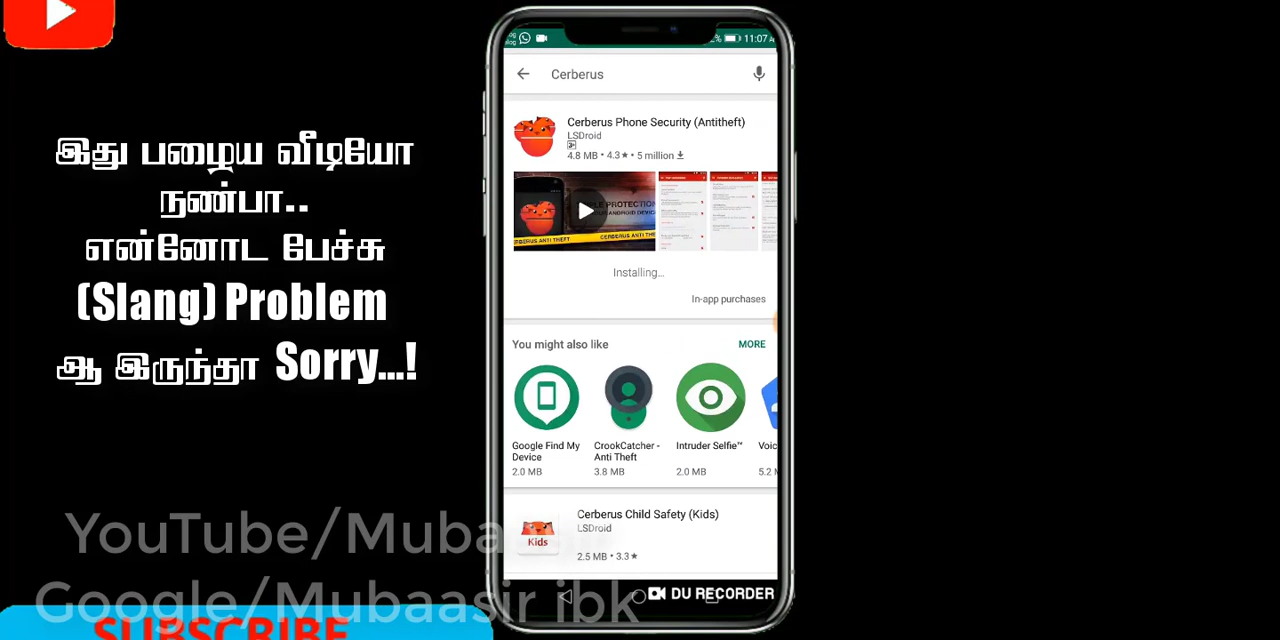 இது பழைய வீடியோ
நண்பா..
என்னோட பேச்சு
(Slang) Problem
ஆ இருந்தா Sorry...!
11:07
Cerberus
Cerberus Phone Security (Antitheft)
LSDroid
3+
4.8 MB • 4.3★ • 5 million
CERBERUS ANTI THEFT
CERBERUS ANTI
Installing...
In-app purchases
You might also like
MORE
Google Find My Device
2.0 MB
CrookCatcher - Anti Theft
3.8 MB
Intruder Selfie™
2.0 MB
5.2
Cerberus Child Safety (Kids)
LSDroid
Kids
2.5 MB • 3.3★
DU RECORDER
YouTube/Mubaasir
Google/Mubaasir ibk
SUBSCRIBE